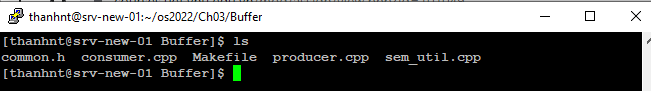 thanhnt@srv-new-01:~/os2022/Ch03/Buffer
[thanhnt@srv-new-01 Buffer]$ ls
common.h  consumer.cpp  Makefile  producer.cpp  sem_util.cpp
[thanhnt@srv-new-01 Buffer]$